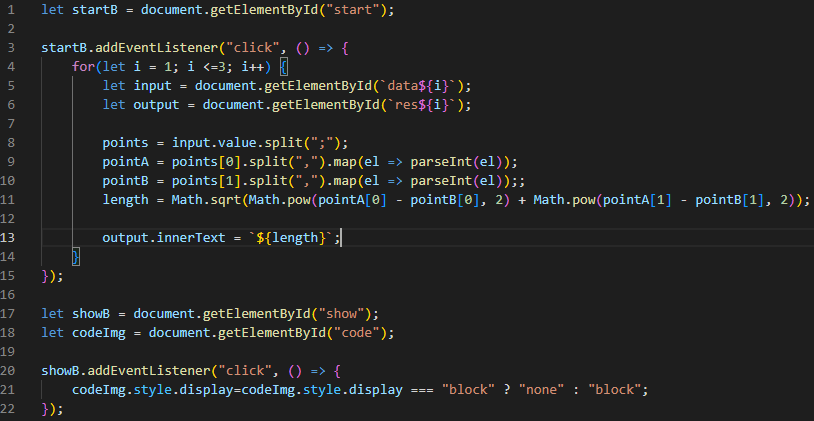 1 let startB = document.getElementById("start");
2
3 startB.addEventListener("click", () => {
4     for(let i = 1; i <=3; i++) {
5         let input = document.getElementById(`data${i}`);
6         let output = document.getElementById(`res${i}`);
7
8         points = input.value.split(";");
9         pointA = points[0].split(",").map(el => parseInt(el));
10         pointB = points[1].split(",").map(el => parseInt(el));;
11         length = Math.sqrt(Math.pow(pointA[0] - pointB[0], 2) + Math.pow(pointA[1] - pointB[1], 2));
12
13         output.innerText = `${length}`;
14     }
15 });
16
17 let showB = document.getElementById("show");
18 let codeImg = document.getElementById("code");
19
20 showB.addEventListener("click", () => {
21     codeImg.style.display=codeImg.style.display === "block" ? "none" : "block";
22 });